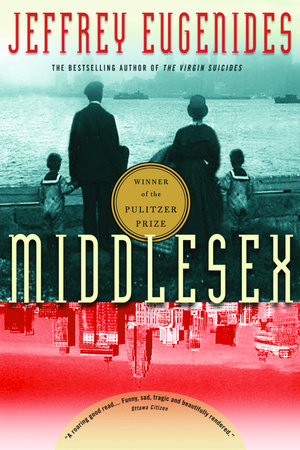 JEFFREY EUGENIDES
THE BESTSELLING AUTHOR OF THE VIRGIN SUICIDES
WINNER
of the
PULITZER
PRIZE
MIDDLESEX
"A roaring good read.... Funny, sad, tragic and beautifully rendered."
Ottawa Citizen